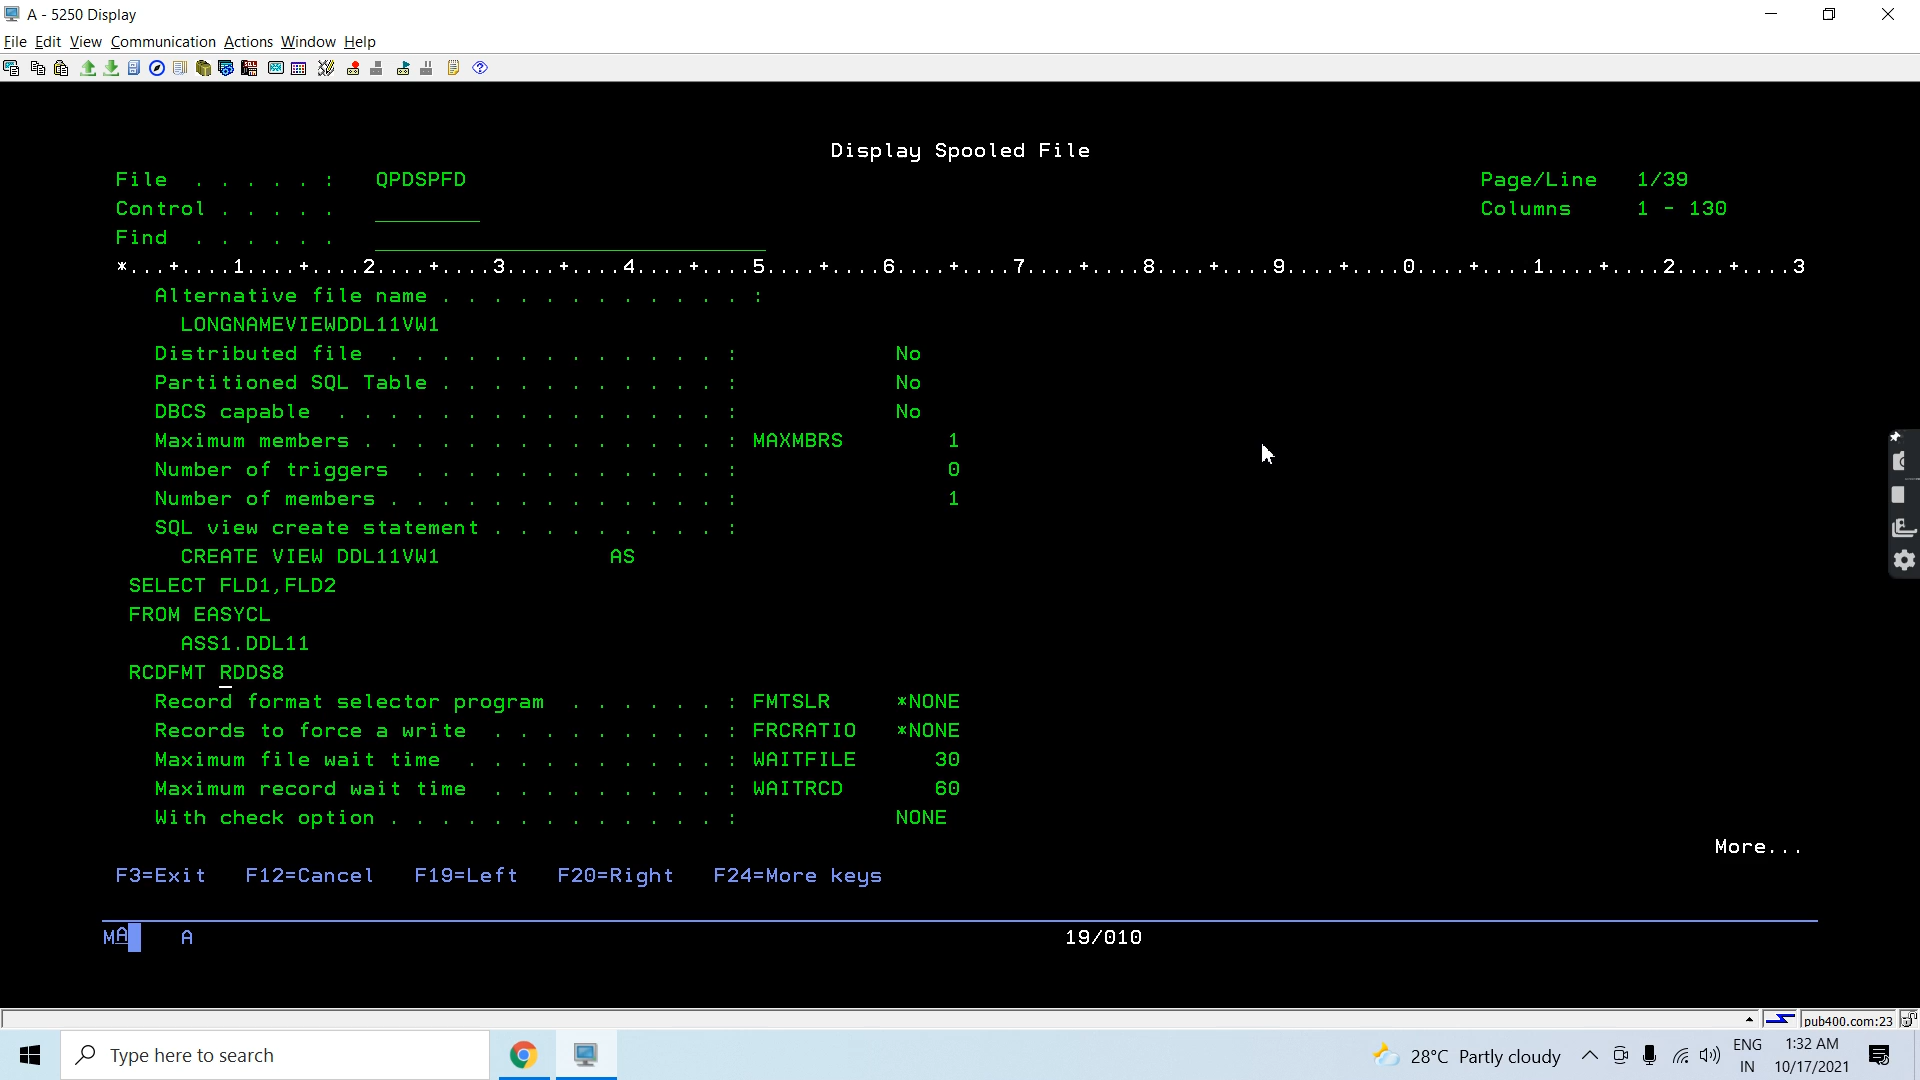 A - 5250 Display
File Edit View Communication Actions Window Help
Display Spooled File
File . . . . . : QPDSPFD Page/Line 1/39
Control . . . . . Columns 1 - 130
Find . . . . . .
*...+....1....+....2....+....3....+....4....+....5....+....6....+....7....+....8....+....9....+....0....+....1....+....2....+....3
Alternative file name . . . . . . . . . . . . :
LONGNAMEVIEWDDL11VW1
Distributed file . . . . . . . . . . . . . . : No
Partitioned SQL Table . . . . . . . . . . . . : No
DBCS capable . . . . . . . . . . . . . . . . : No
Maximum members . . . . . . . . . . . . . . . : MAXMBRS 1
Number of triggers . . . . . . . . . . . . . : 0
Number of members . . . . . . . . . . . . . . : 1
SQL view create statement . . . . . . . . . . :
CREATE VIEW DDL11VW1 AS
SELECT FLD1,FLD2
FROM EASYCL
ASS1.DDL11
RCDFMT RDDS8
Record format selector program . . . . . . . : FMTSLR *NONE
Records to force a write . . . . . . . . . . : FRCRATIO *NONE
Maximum file wait time . . . . . . . . . . . : WAITFILE 30
Maximum record wait time . . . . . . . . . . : WAITRCD 60
With check option . . . . . . . . . . . . . . : NONE
More...
F3=Exit F12=Cancel F19=Left F20=Right F24=More keys
MA A 19/010
pub400.com:23
Type here to search
28°C Partly cloudy
ENG
IN
1:32 AM
10/17/2021